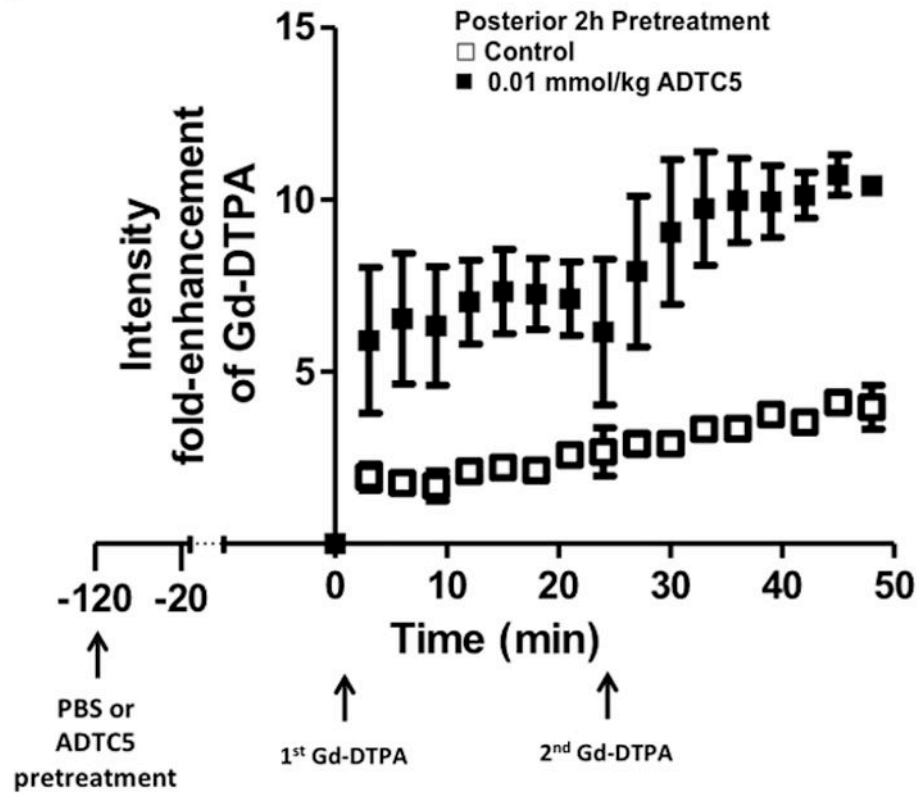 Posterior 2h Pretreatment
Control
0.01 mmol/kg ADTC5
15
10
5
Intensity
fold-enhancement
of Gd-DTPA
-120 -20 0 10 20 30 40 50
Time (min)
PBS or
ADTC5
pretreatment
1st Gd-DTPA
2nd Gd-DTPA